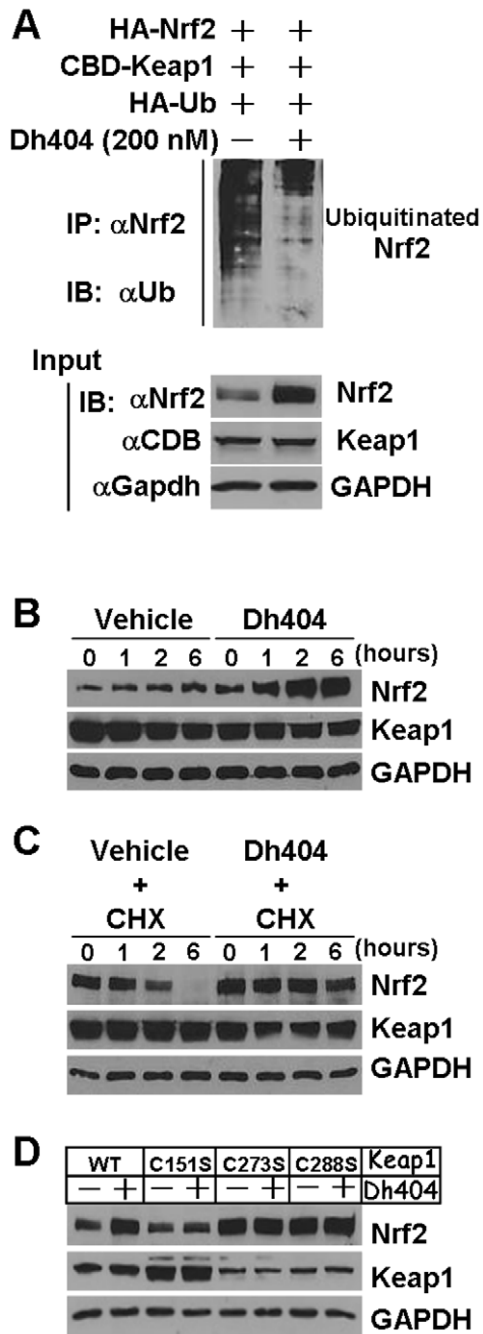 A
HA-Nrf2 + +
CBD-Keap1 + +
HA-Ub + +
Dh404 (200 nM) − +
IP: αNrf2
IB: αUb
Ubiquitinated
Nrf2
Input
IB: αNrf2 Nrf2
αCDB Keap1
αGapdh GAPDH
B
Vehicle Dh404
0 1 2 6 0 1 2 6 (hours)
Nrf2
Keap1
GAPDH
C
Vehicle Dh404
+ +
CHX CHX
0 1 2 6 0 1 2 6 (hours)
Nrf2
Keap1
GAPDH
D
WT C151S C273S C288S Keap1
− + − + − + − + Dh404
Nrf2
Keap1
GAPDH